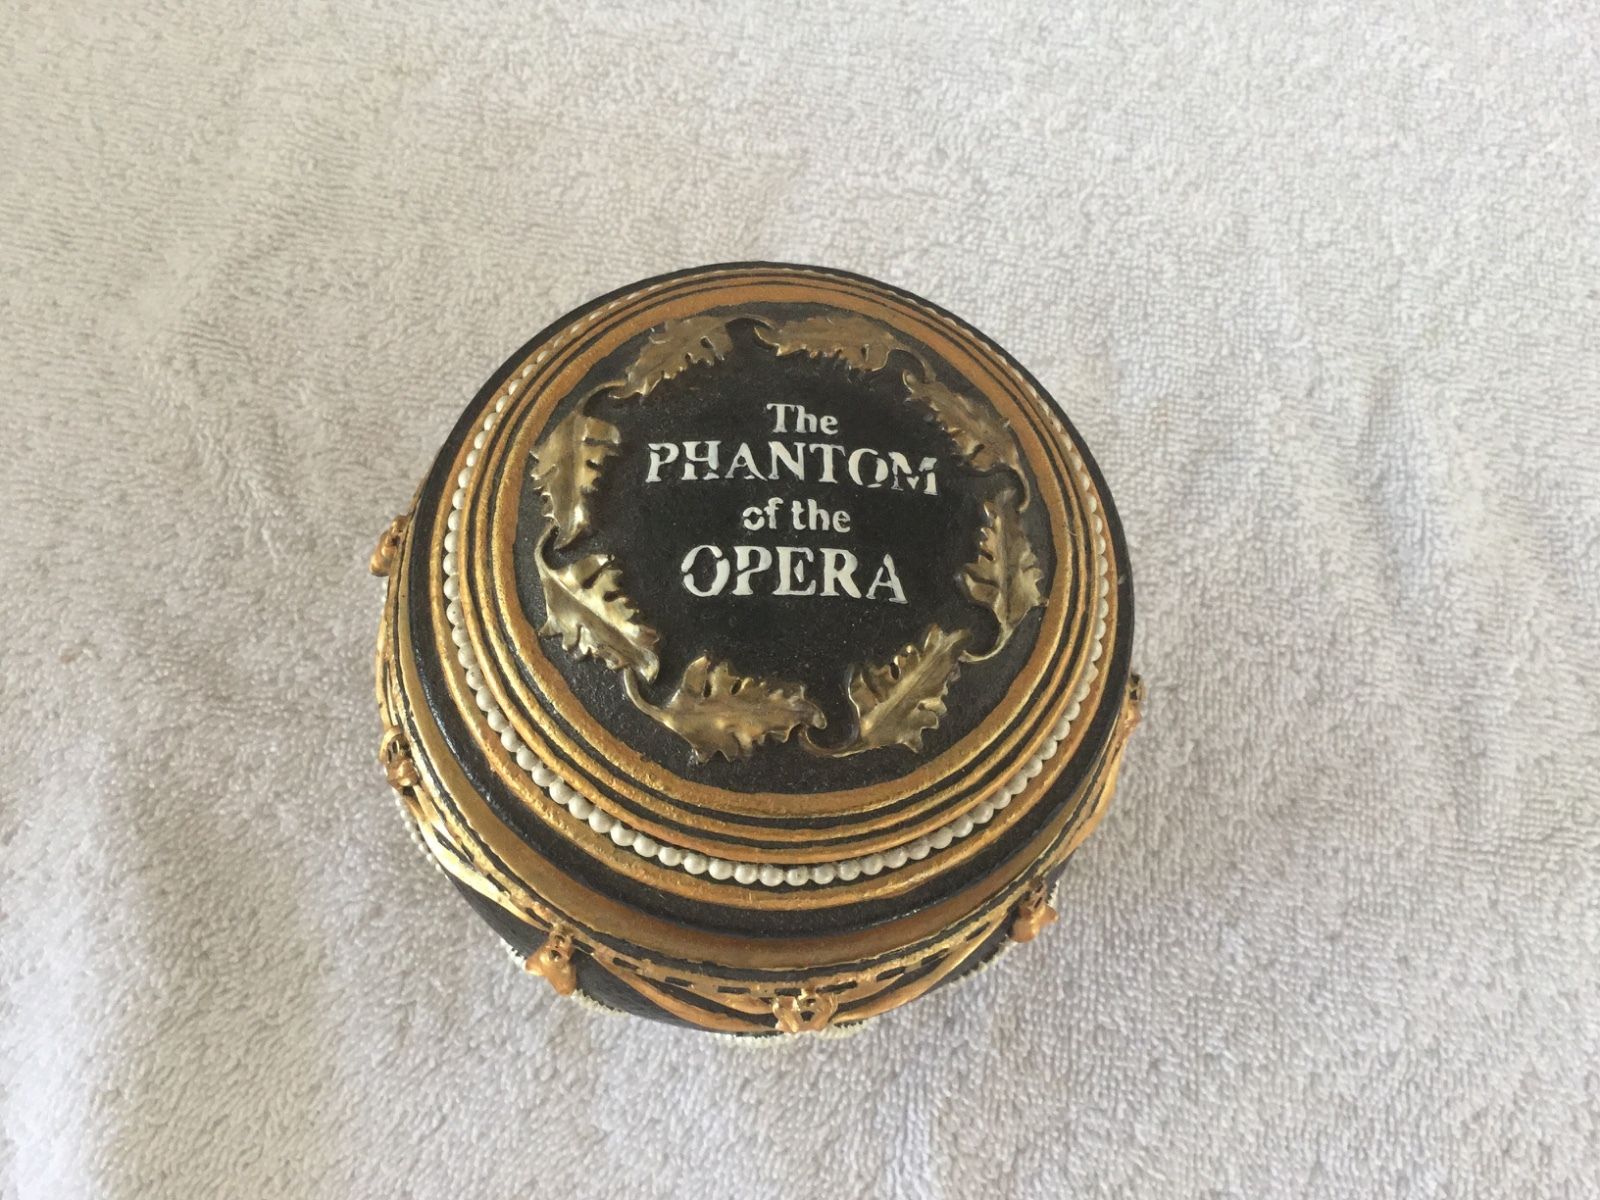 The
PHANTOM
of the
OPERA